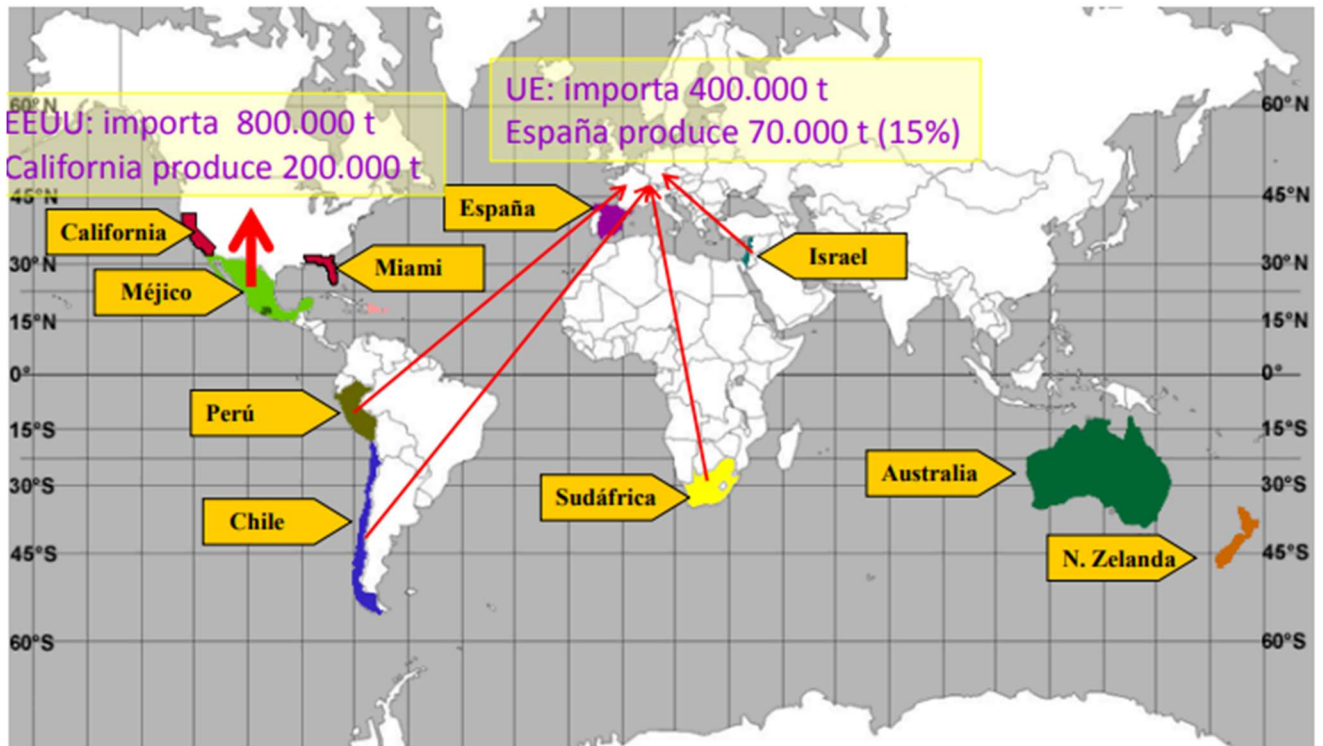 EEUU: importa 800.000 t
California produce 200.000 t
UE: importa 400.000 t
España produce 70.000 t (15%)
60°N
60°N
45°N
45°N
España
California
Israel
30°N
Miami
30°N
Méjico
15°N
15°N
0°
0°
Perú
15°S
15°S
Australia
30°S
Sudáfrica
30°S
Chile
45°S
N. Zelanda
45°S
60°S
60°S